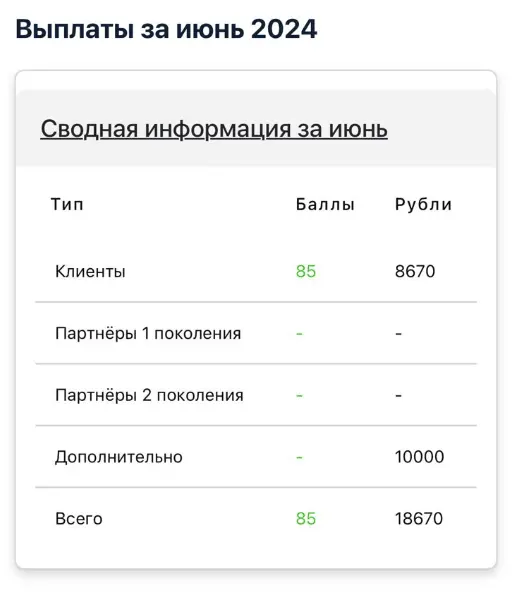 Выплаты за июнь 2024
Сводная информация за июнь
Тип Баллы Рубли
Клиенты 85 8670
Партнёры 1 поколения - -
Партнёры 2 поколения - -
Дополнительно - 10000
Всего 85 18670